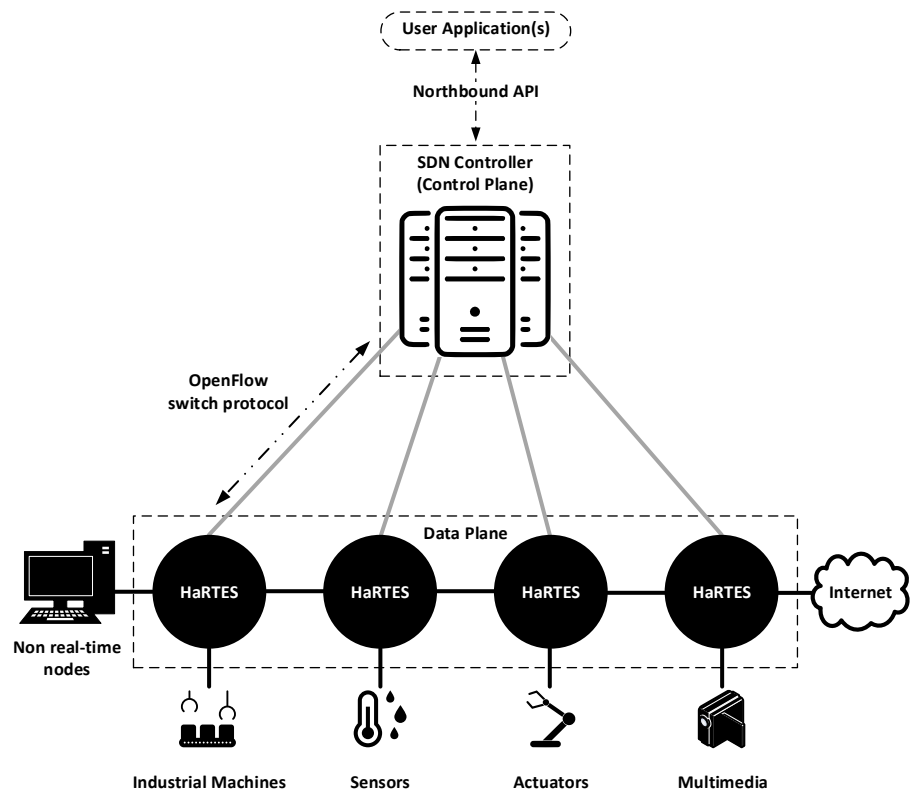 User Application(s)
Northbound API
SDN Controller
(Control Plane)
OpenFlow
switch protocol
Data Plane
HaRTES
HaRTES
HaRTES
HaRTES
Internet
Non real-time
nodes
Industrial Machines
Sensors
Actuators
Multimedia